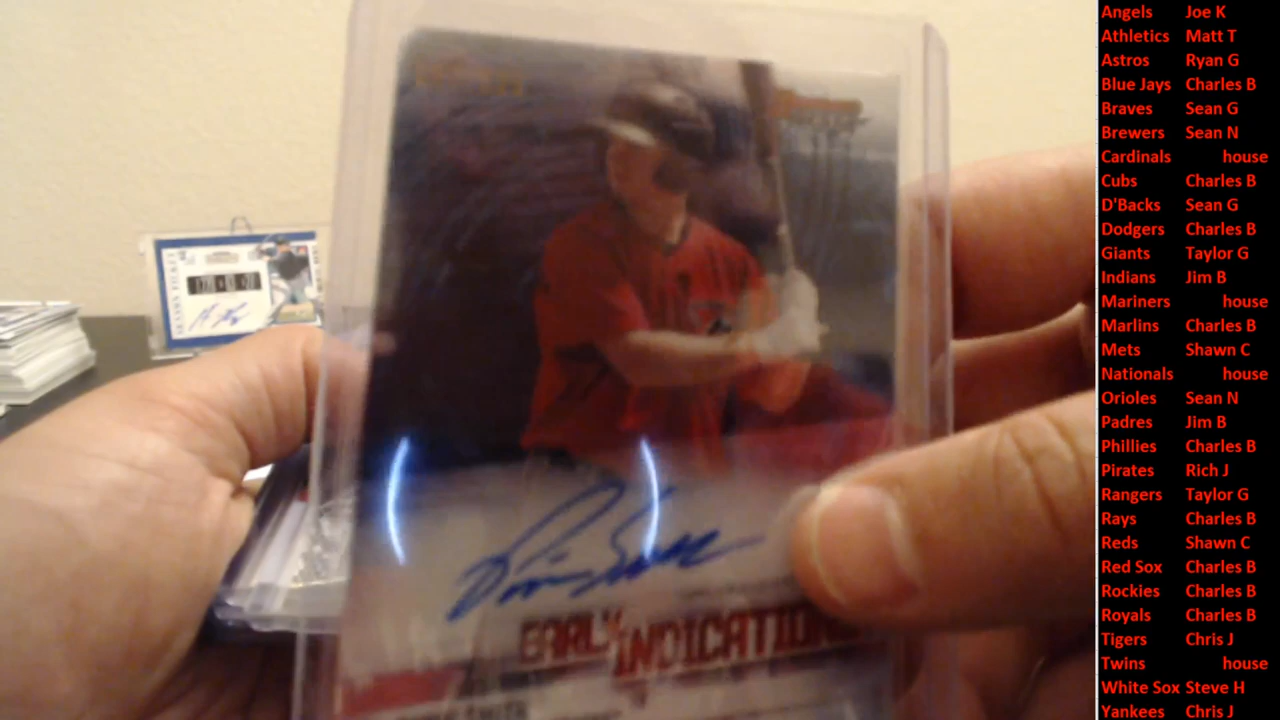 EARLY INDICATIONS
SMITH
Angels Joe K
Athletics Matt T
Astros Ryan G
Blue Jays Charles B
Braves Sean G
Brewers Sean N
Cardinals house
Cubs Charles B
D'Backs Sean G
Dodgers Charles B
Giants Taylor G
Indians Jim B
Mariners house
Marlins Charles B
Mets Shawn C
Nationals house
Orioles Sean N
Padres Jim B
Phillies Charles B
Pirates Rich J
Rangers Taylor G
Rays Charles B
Reds Shawn C
Red Sox Charles B
Rockies Charles B
Royals Charles B
Tigers Chris J
Twins house
White Sox Steve H
Yankees Chris J